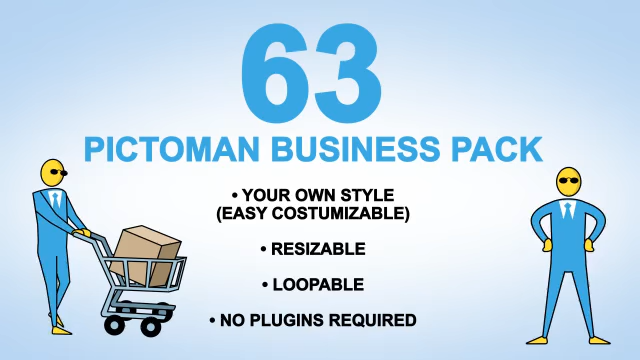 63
PICTOMAN BUSINESS PACK
• YOUR OWN STYLE
(EASY COSTUMIZABLE)
• RESIZABLE
• LOOPABLE
• NO PLUGINS REQUIRED